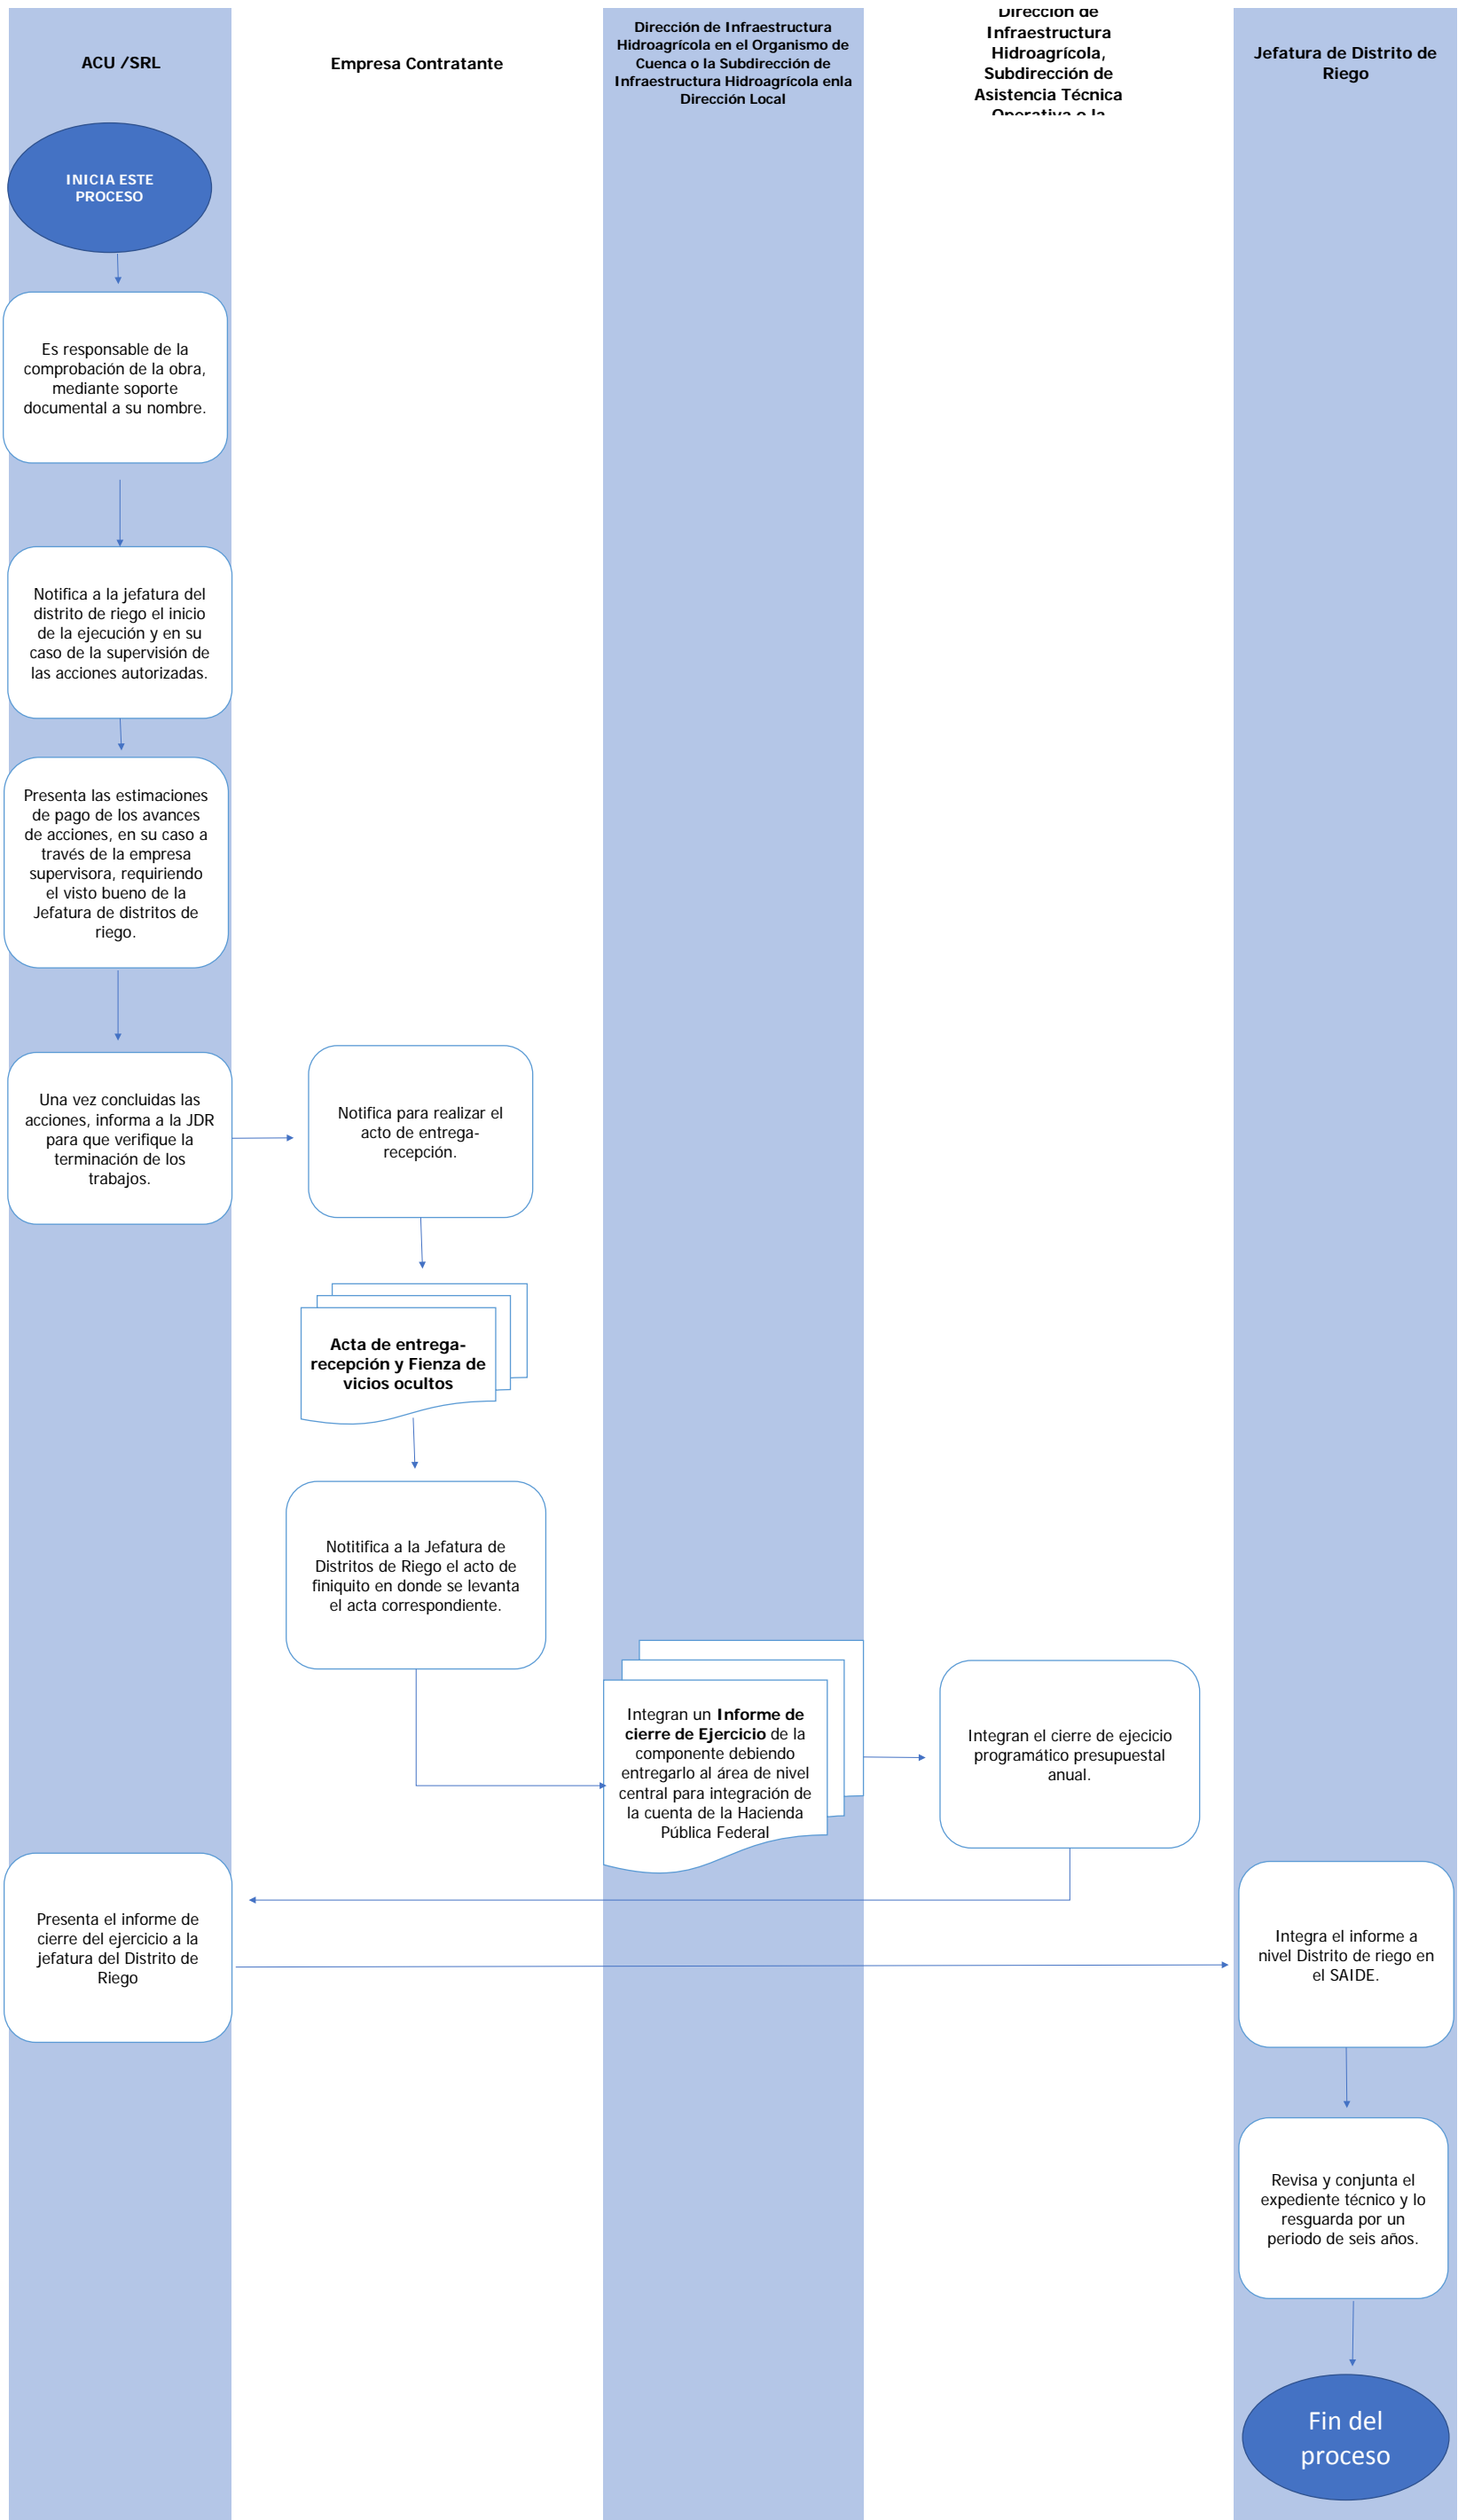 ACU /SRL
Empresa Contratante
Dirección de Infraestructura
Hidroagrícola en el Organismo de
Cuenca o la Subdirección de
Infraestructura Hidroagrícola enla
Dirección Local
Dirección de
Infraestructura
Hidroagrícola,
Subdirección de
Asistencia Técnica
Operativa o la
Jefatura de Distrito de
Riego
INICIA ESTE
PROCESO
Es responsable de la
comprobación de la obra,
mediante soporte
documental a su nombre.
Notifica a la jefatura del
distrito de riego el inicio
de la ejecución y en su
caso de la supervisión de
las acciones autorizadas.
Presenta las estimaciones
de pago de los avances
de acciones, en su caso a
través de la empresa
supervisora, requiriendo
el visto bueno de la
Jefatura de distritos de
riego.
Una vez concluidas las
acciones, informa a la JDR
para que verifique la
terminación de los
trabajos.
Notifica para realizar el
acto de entrega-
recepción.
Acta de entrega-
recepción y Fienza de
vicios ocultos
Notitifica a la Jefatura de
Distritos de Riego el acto de
finiquito en donde se levanta
el acta correspondiente.
Integran un Informe de
cierre de Ejercicio de la
componente debiendo
entregarlo al área de nivel
central para integración de
la cuenta de la Hacienda
Pública Federal
Integran el cierre de ejecicio
programático presupuestal
anual.
Presenta el informe de
cierre del ejercicio a la
jefatura del Distrito de
Riego
Integra el informe a
nivel Distrito de riego en
el SAIDE.
Revisa y conjunta el
expediente técnico y lo
resguarda por un
periodo de seis años.
Fin del
proceso